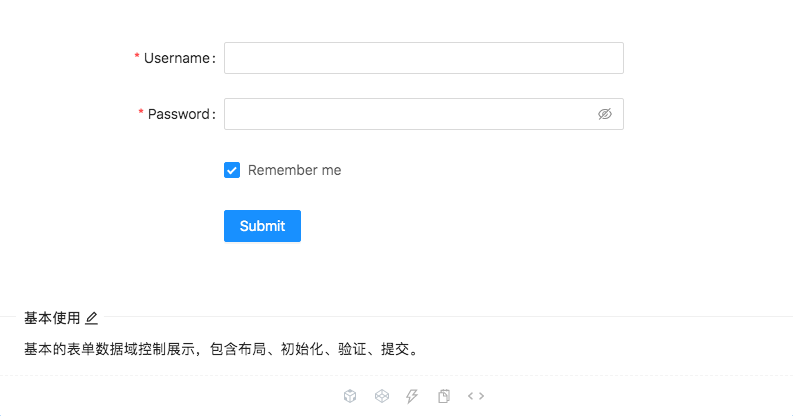 * Username:
* Password:
Remember me
Submit
基本使用
基本的表单数据域控制展示，包含布局、初始化、验证、提交。